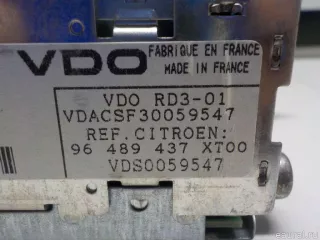 VDO
FABRIQUE EN FRANCE
MADE IN FRANCE
VDO RD3-01
VDACSF30059547
REF. CITROEN:
96 489 437 XT00
VDS0059547